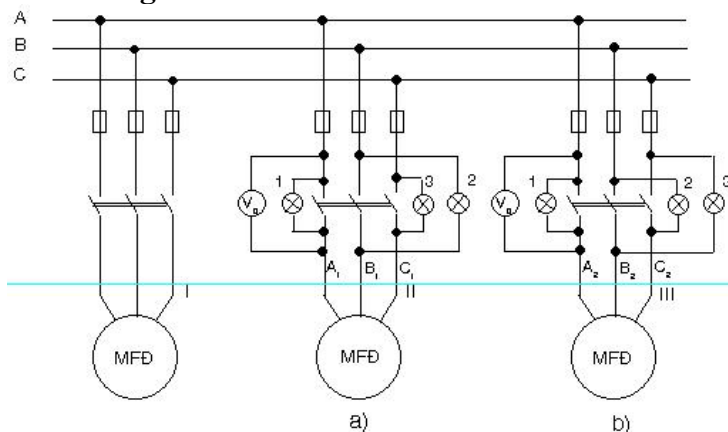 A
B
C
1
3
2
1
2
3
V₀
V₀
A₁
B₁
C₁
A₂
B₂
C₂
I
II
III
MFĐ
MFĐ
MFĐ
a)
b)